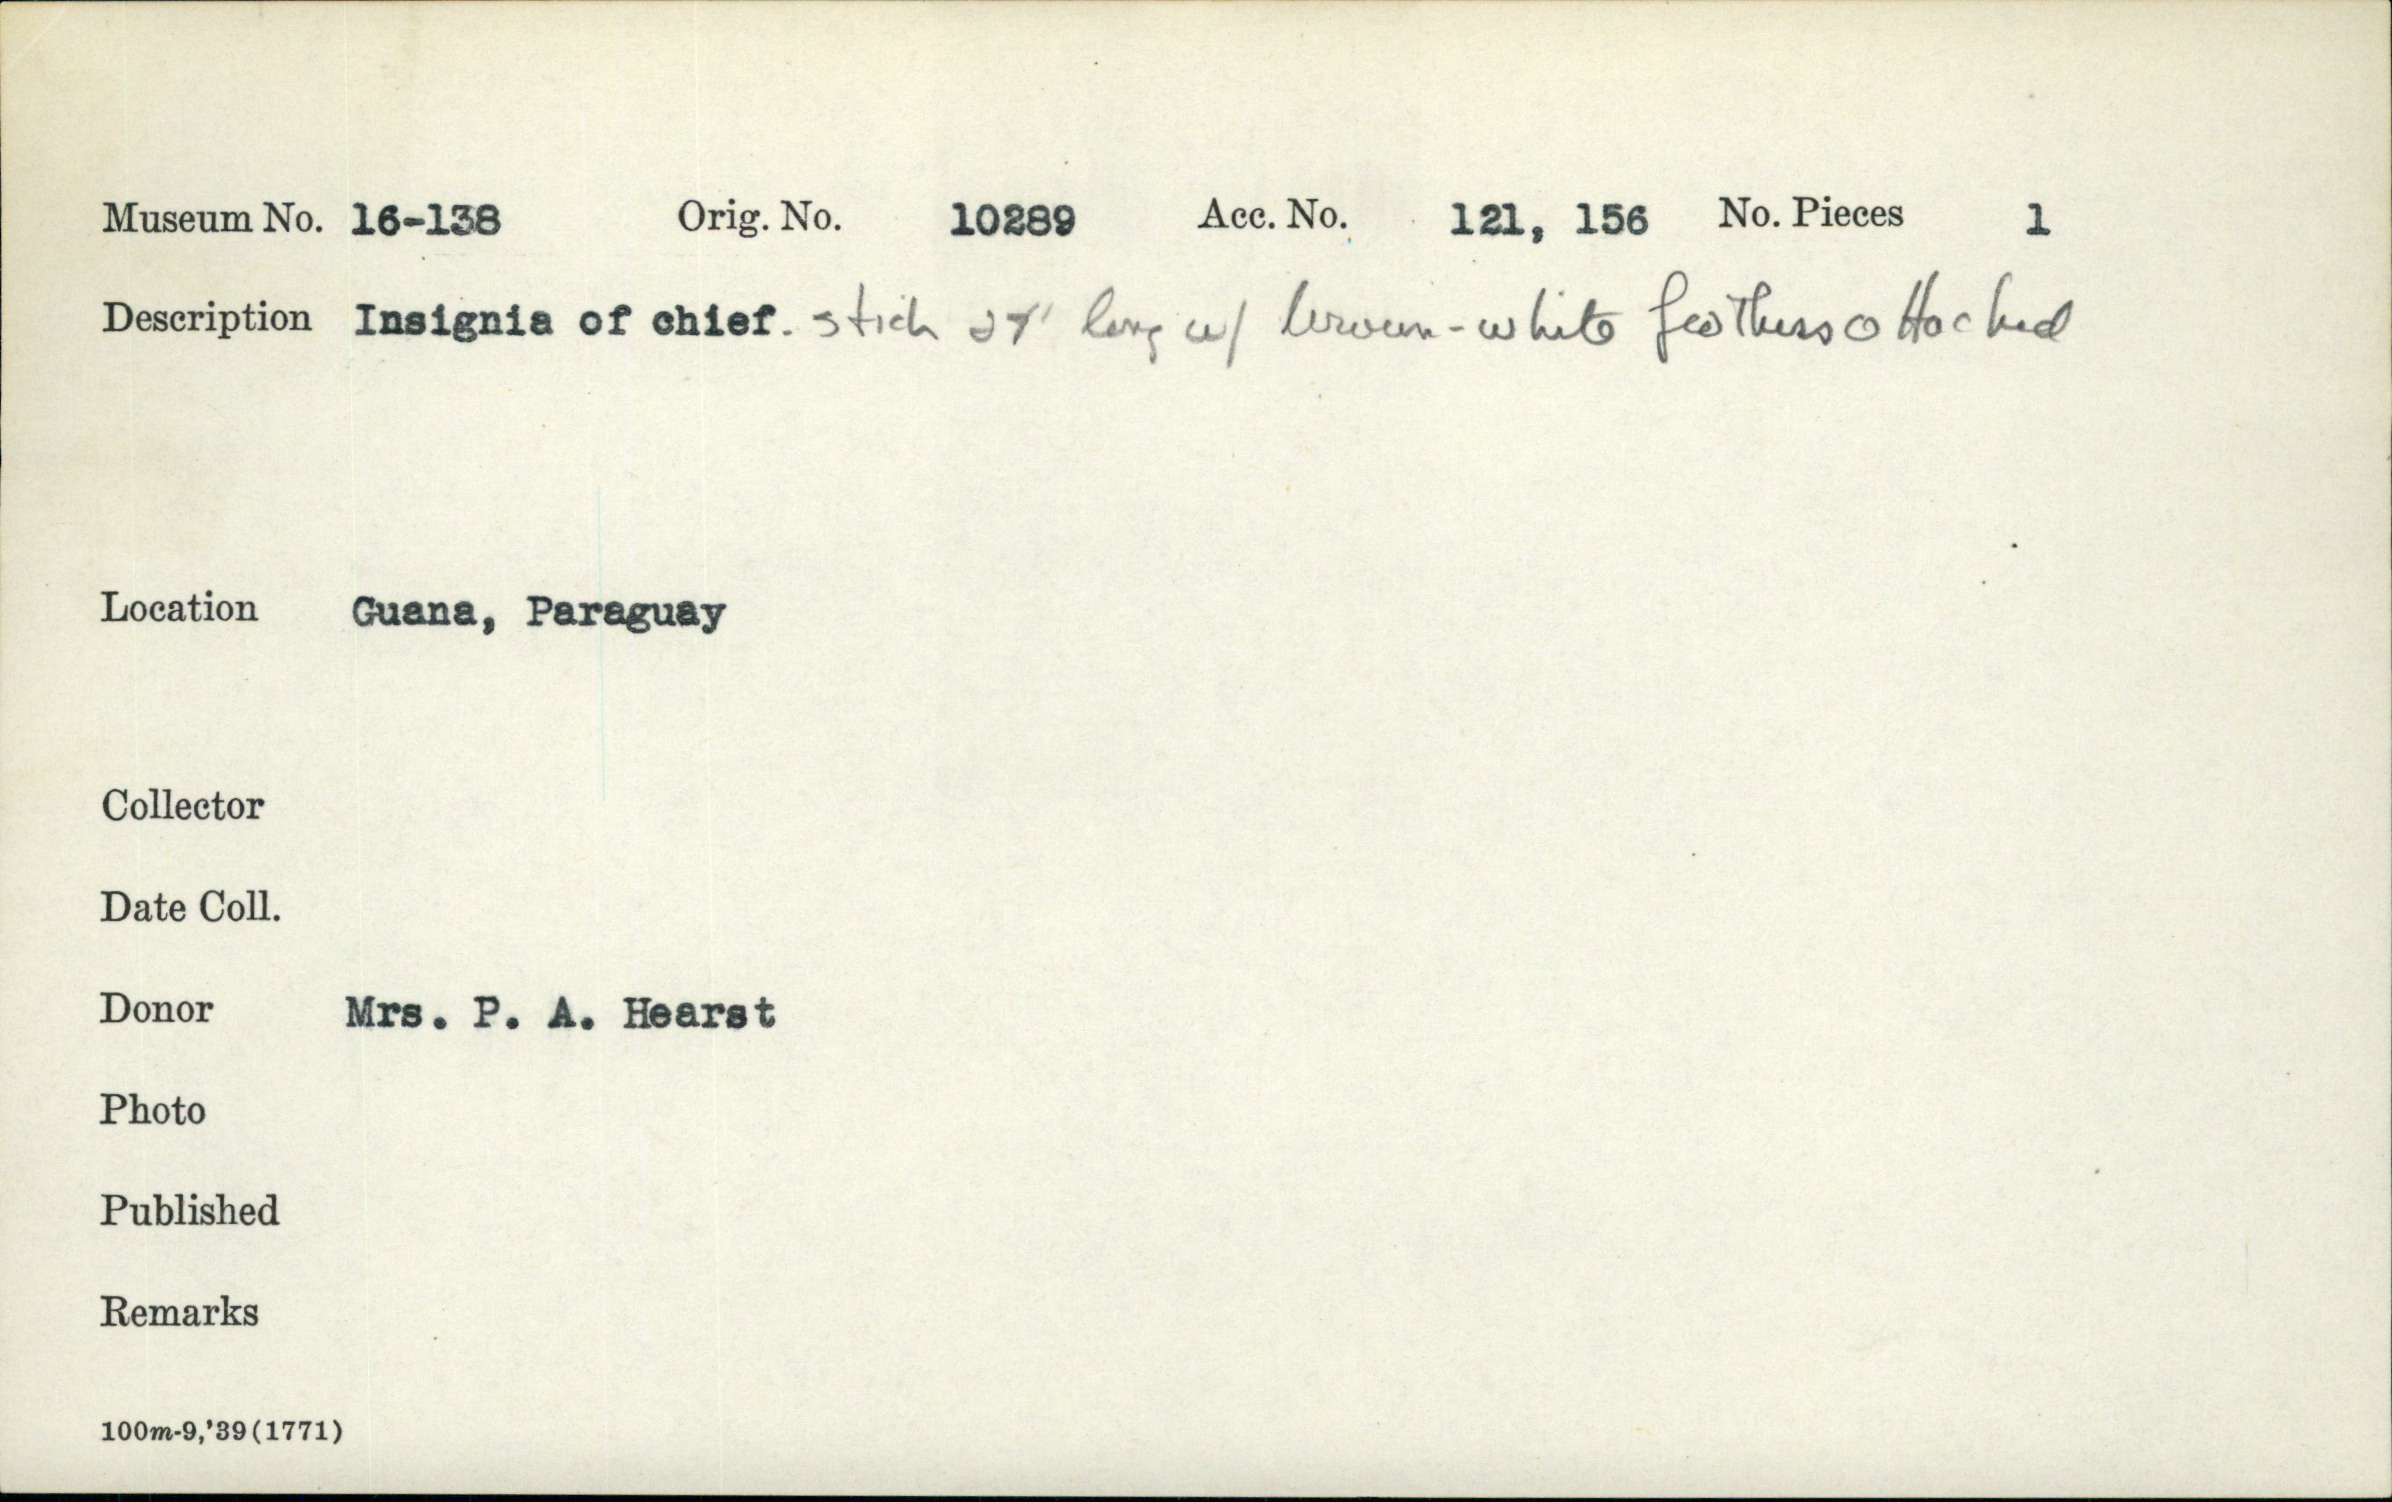 Museum No. 16-138 Orig. No. 10289 Acc. No. 121, 156 No. Pieces 1
Description Insignia of chief. stick 27" long w/ brown-white feathers attached
Location Guana, Paraguay
Collector
Date Coll.
Donor Mrs. P. A. Hearst
Photo
Published
Remarks
100m-9,'39(1771)